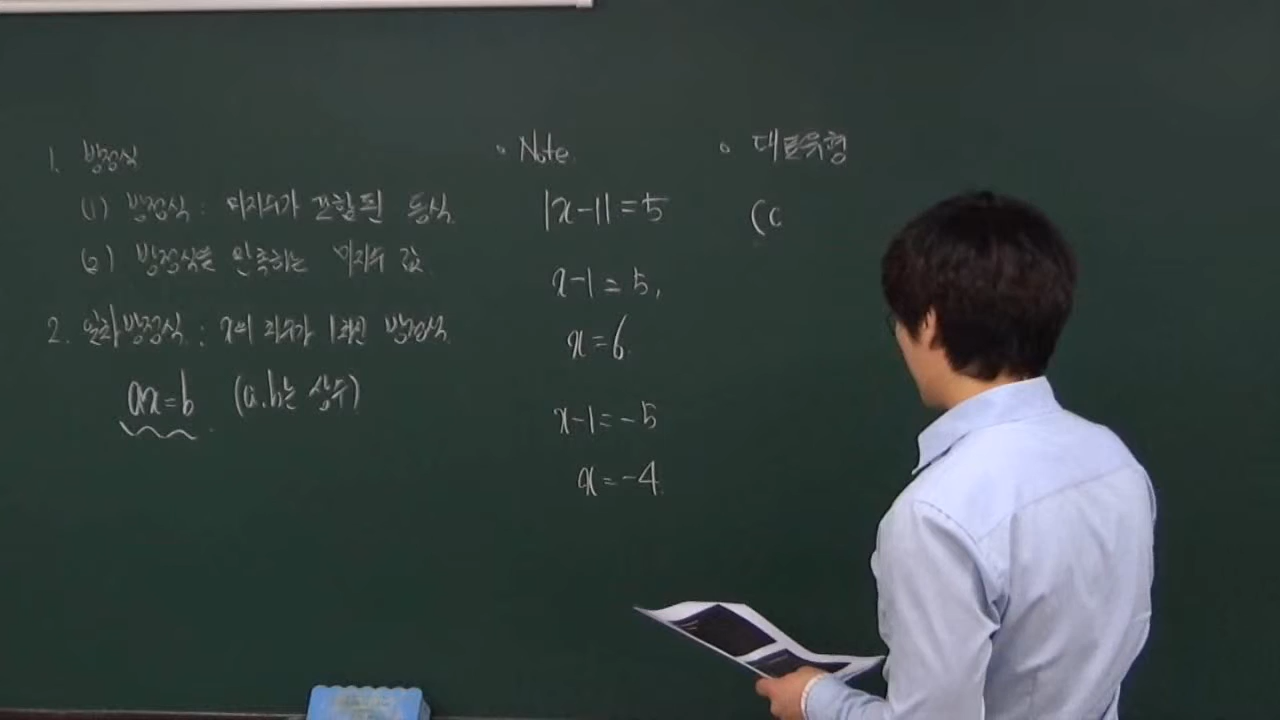 1. 방정식
(1) 방정식 : 미지수가 포함된 등식
(2) 방정식을 만족하는 미지수 값
2. 일차방정식 : x의 지수가 1차인 방정식
ax=b (a.b는 상수)
• Note
|x-1|=5
x-1=5,
x=6
x-1=-5
x=-4
• 대표유형
(